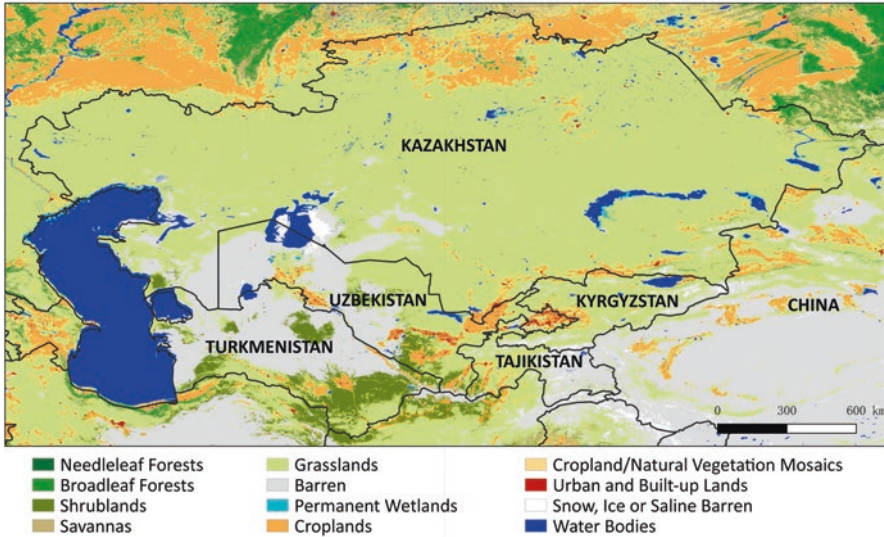 KAZAKHSTAN
UZBEKISTAN
KYRGYZSTAN
CHINA
TURKMENISTAN
TAJIKISTAN
0 300 600 km
Needleleaf Forests
Broadleaf Forests
Shrublands
Savannas
Grasslands
Barren
Permanent Wetlands
Croplands
Cropland/Natural Vegetation Mosaics
Urban and Built-up Lands
Snow, Ice or Saline Barren
Water Bodies